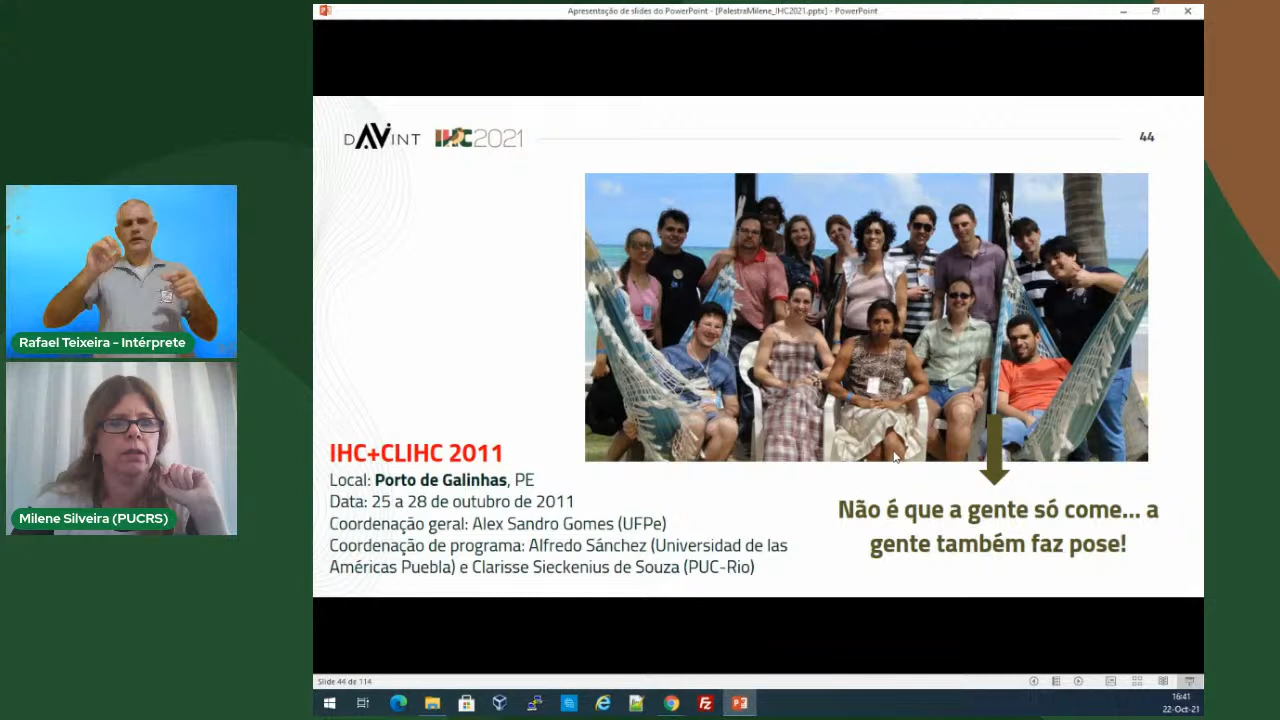 Apresentação de slides do PowerPoint - [PalestraMilene_IHC2021.pptx] - PowerPoint
DAVINT IHC2021
44
Rafael Teixeira - Intérprete
Milene Silveira (PUCRS)
IHC+CLIHC 2011
Local: Porto de Galinhas, PE
Data: 25 a 28 de outubro de 2011
Coordenação geral: Alex Sandro Gomes (UFPe)
Coordenação de programa: Alfredo Sánchez (Universidad de las
Américas Puebla) e Clarisse Sieckenius de Souza (PUC-Rio)
Não é que a gente só come... a
gente também faz pose!
Slide 44 de 114
16:41
22-Oct-21